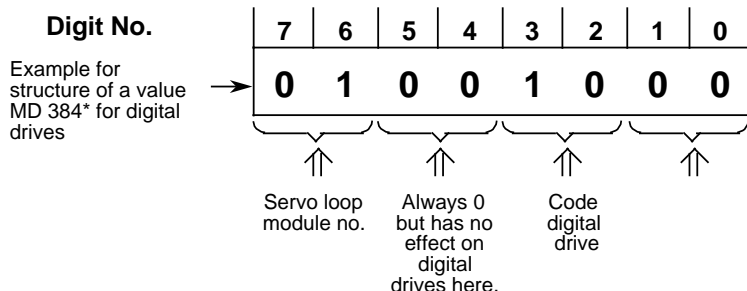 Digit No.
7 6 5 4 3 2 1 0
Example for
structure of a value
MD 384* for digital
drives
0 1 0 0 1 0 0 0
Servo loop
module no.
Always 0
but has no
effect on
digital
drives here.
Code
digital
drive